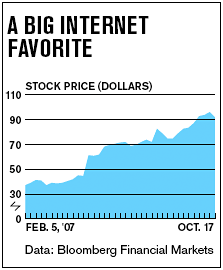 A BIG INTERNET
FAVORITE
STOCK PRICE (DOLLARS)
110
90
70
50
30
0
FEB. 5, '07 OCT. 17
Data: Bloomberg Financial Markets